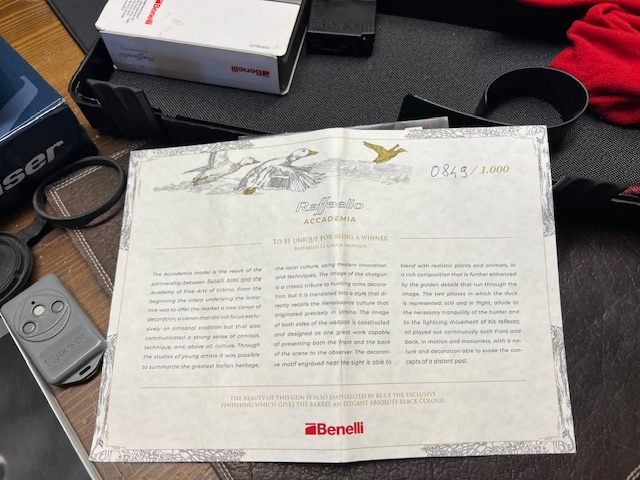 Benelli
Benelli
Benelli
ser
0849/1.000
Raffaello
ACCADEMIA
TO BE UNIQUE FOR BEING A WINNER
RAFFAELLO 12 GAUGE SHOTGUN
The Accademia model is the result of the
partnership between Benelli Armi and the
Academy of Fine Arts of Urbino. From the
beginning the intent underlying the initia-
tive was to offer the market a new canon of
decoration, a canon that did not focus exclu-
sively on artisanal tradition but that also
communicated a strong sense of concept,
technique, and, above all, culture. Through
the studies of young artists it was possible
to summarize the greatest Italian heritage,
the local culture, using modern innovation
and techniques. The image of the shotgun
is a classic tribute to hunting arms decora-
tion, but it is translated into a style that di-
rectly recalls the Renaissance culture that
originated precisely in Urbino. The image
of both sides of the weapon is constructed
and designed as one great work capable
of presenting both the front and the back
of the scene to the observer. The decorati-
ve motif engraved near the sight is able to
blend with realistic plants and animals, in
a rich composition that is further enhanced
by the golden details that run through the
image. The two phases in which the duck
is represented, still and in flight, allude to
the necessary tranquility of the hunter and
to the lightning movement of his reflexes;
all played out continuously both front and
back, in motion and motionless, with a na-
ture and decoration able to evoke the con-
cepts of a distant past.
THE BEAUTY OF THIS GUN IS ALSO EMPHASIZED BY BE.S.T. THE EXCLUSIVE
FINISHING WHICH GIVES THE BARREL AN ELEGANT ABSOLUTE BLACK COLOUR.
Benelli